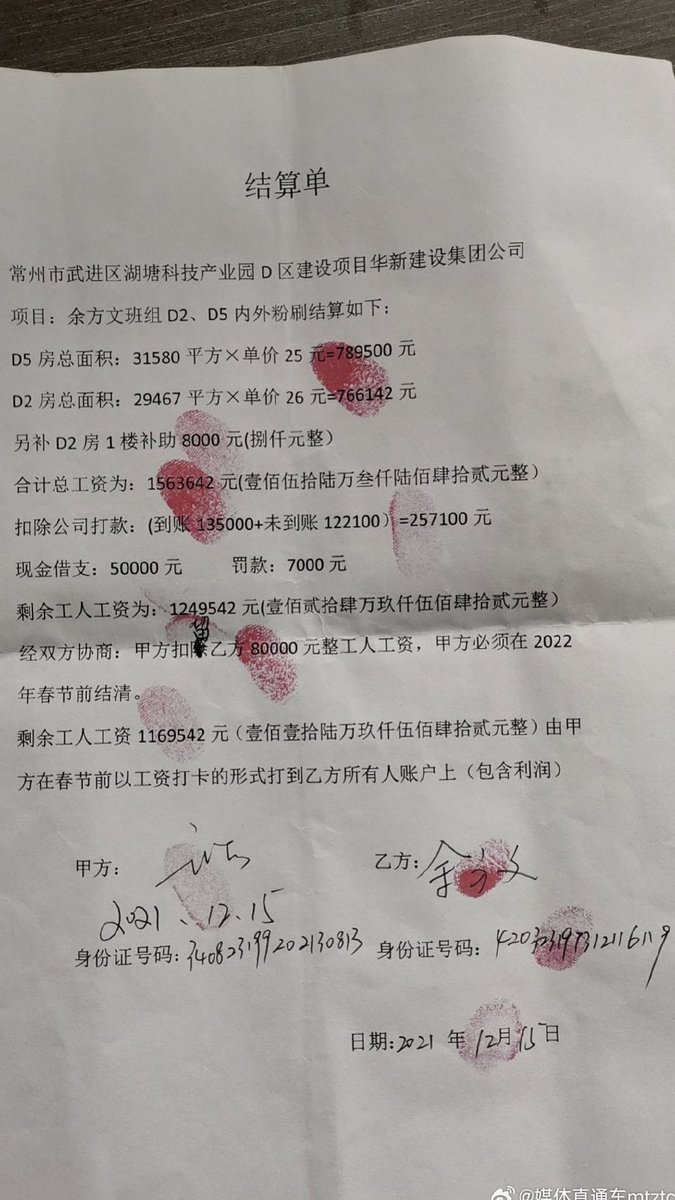 结算单
常州市武进区湖塘科技产业园 D 区建设项目华新建设集团公司
项目：余方文班组 D2、D5 内外粉刷结算如下：
D5 房总面积：31580 平方×单价 25 元=789500 元
D2 房总面积：29467 平方×单价 26 元=766142 元
另补 D2 房 1 楼补助 8000 元(捌仟元整）
合计总工资为：1563642 元(壹佰伍拾陆万叁仟陆佰肆拾贰元整）
扣除公司打款：(到账 135000+未到账 122100）=257100 元
现金借支：50000 元 罚款：7000 元
剩余工人工资为：1249542 元(壹佰贰拾肆万玖仟伍佰肆拾贰元整）
经双方协商：甲方扣留乙方 80000 元整工人工资，甲方必须在 2022
年春节前结清。
剩余工人工资 1169542 元（壹佰壹拾陆万玖仟伍佰肆拾贰元整）由甲
方在春节前以工资打卡的形式打到乙方所有人账户上（包含利润）
甲方： 乙方：余方文
2021.12.15
身份证号码：340823199202130813 身份证号码：
日期:2021 年 12月 15日
@媒体直通车mtztc